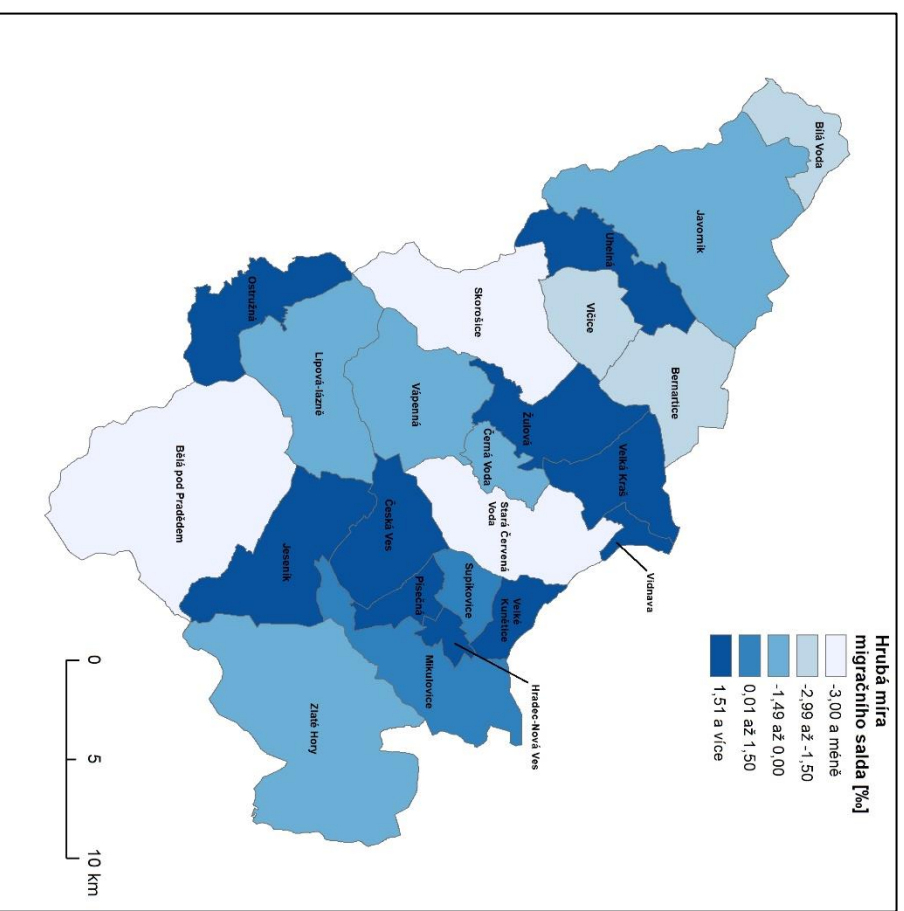 Hrubá míra
migračního salda [‰]
-3,00 a méně
-2,99 až -1,50
-1,49 až 0,00
0,01 až 1,50
1,51 a více
Bílá Voda
Javorník
Uhelná
Vlčice
Bernartice
Skorošice
Ostružná
Lipová-lázně
Vápenná
Žulová
Černá Voda
Velká Kraš
Vidnava
Stará Červená
Voda
Bělá pod Pradědem
Jeseník
Česká Ves
Písečná
Supíkovice
Velké
Kunětice
Hradec-Nová Ves
Mikulovice
Zlaté Hory
0
5
10 km